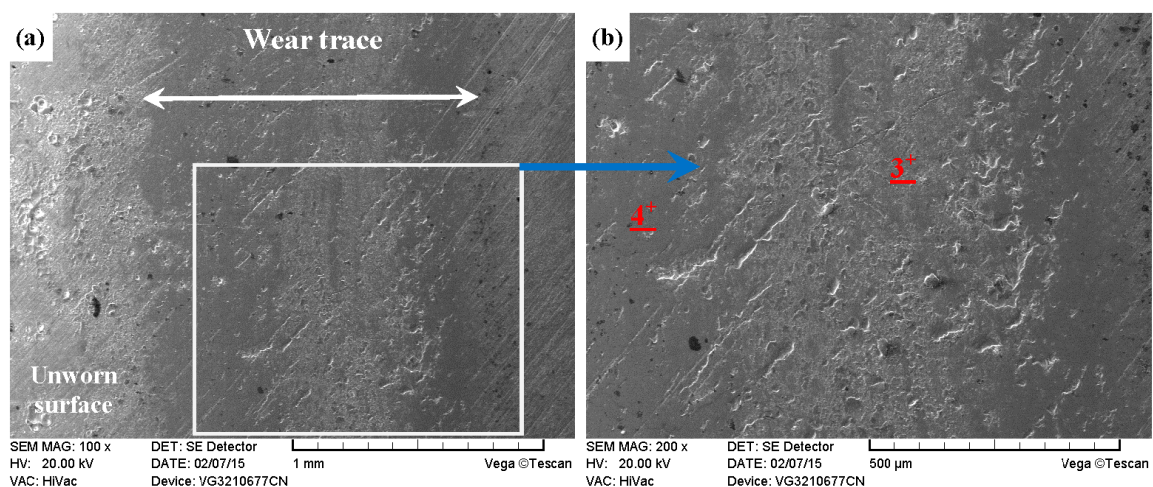 (a)
Wear trace
Unworn
surface
SEM MAG: 100 x DET: SE Detector
HV: 20.00 kV DATE: 02/07/15 1 mm Vega ©Tescan
VAC: HiVac Device: VG3210677CN
(b)
3+
4+
SEM MAG: 200 x DET: SE Detector
HV: 20.00 kV DATE: 02/07/15 500 µm Vega ©Tescan
VAC: HiVac Device: VG3210677CN